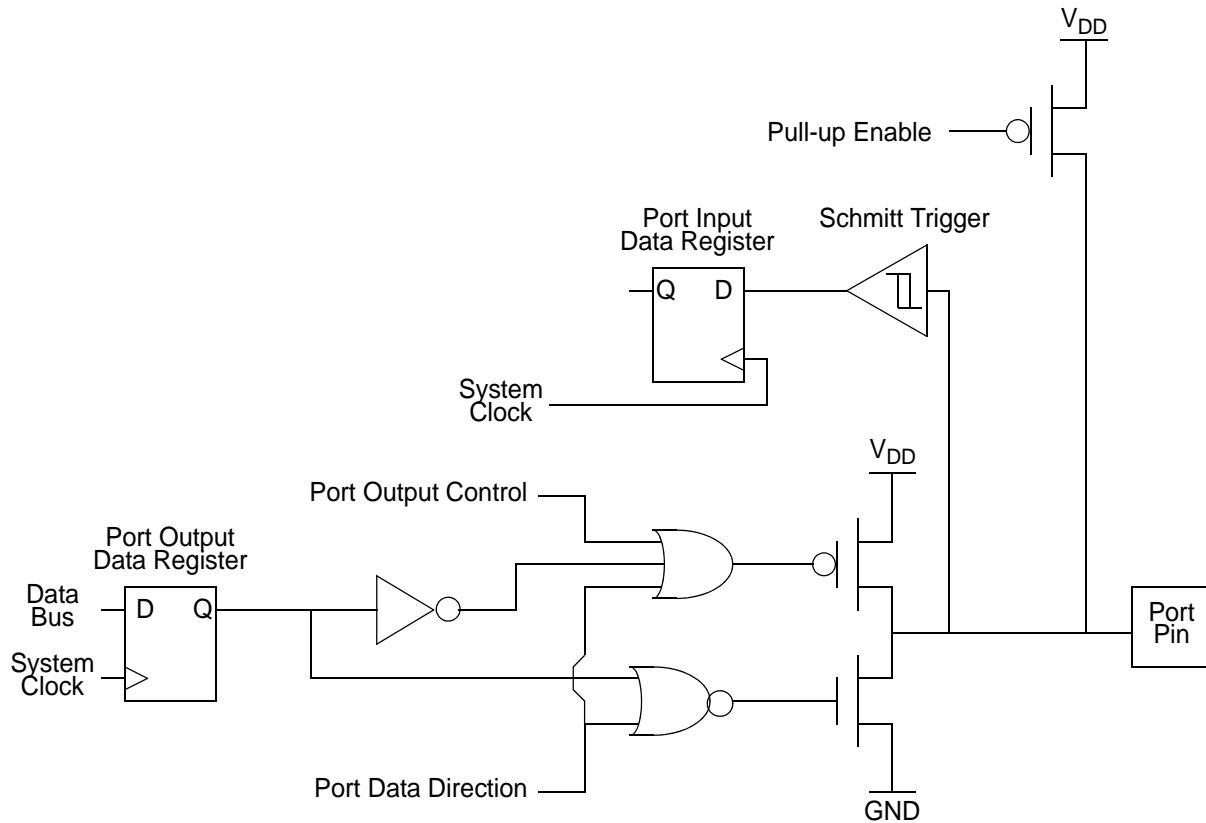 VDD
Pull-up Enable
Port Input
Data Register
Schmitt Trigger
Q D
System
Clock
VDD
Port Output Control
Port Output
Data Register
Data
Bus
D Q
System
Clock
Port
Pin
Port Data Direction
GND